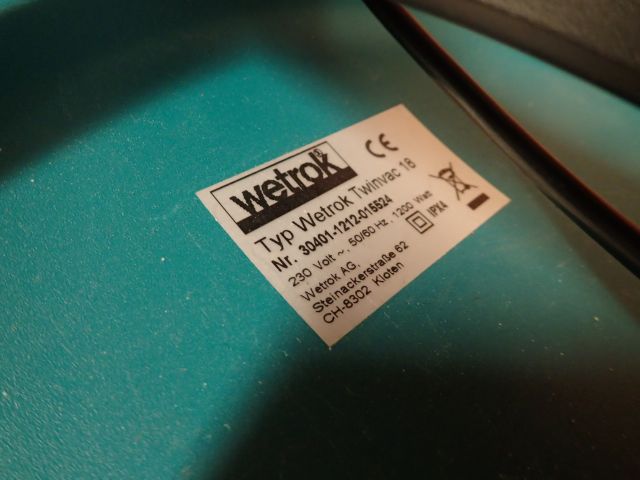 wetrok®
CE
Typ Wetrok Twinvac 18
Nr. 30401-1212-015524
230 Volt ~, 50/60 Hz, 1200 Watt
IPX4
Wetrok AG,
Steinackerstraße 62
CH-8302 Kloten